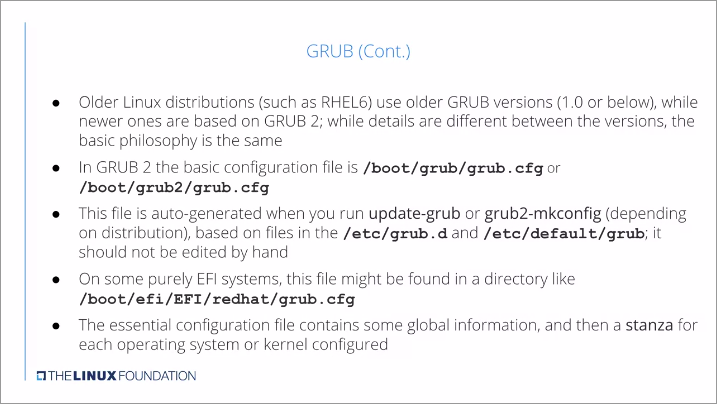 GRUB (Cont.)
● Older Linux distributions (such as RHEL6) use older GRUB versions (1.0 or below), while
newer ones are based on GRUB 2; while details are different between the versions, the
basic philosophy is the same
● In GRUB 2 the basic configuration file is /boot/grub/grub.cfg or
/boot/grub2/grub.cfg
● This file is auto-generated when you run update-grub or grub2-mkconfig (depending
on distribution), based on files in the /etc/grub.d and /etc/default/grub; it
should not be edited by hand
● On some purely EFI systems, this file might be found in a directory like
/boot/efi/EFI/redhat/grub.cfg
● The essential configuration file contains some global information, and then a stanza for
each operating system or kernel configured
THE LINUX FOUNDATION